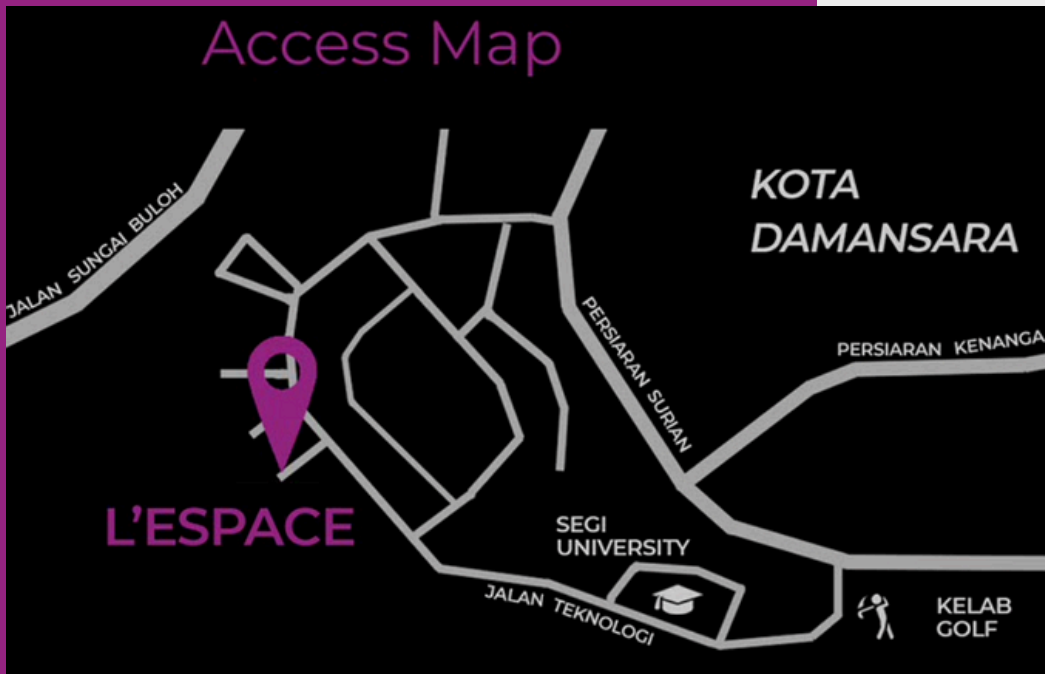 Access Map
KOTA
DAMANSARA
JALAN SUNGAI BULOH
PERSIARAN SURIAN
PERSIARAN KENANGA
L'ESPACE
SEGI
UNIVERSITY
JALAN TEKNOLOGI
KELAB
GOLF